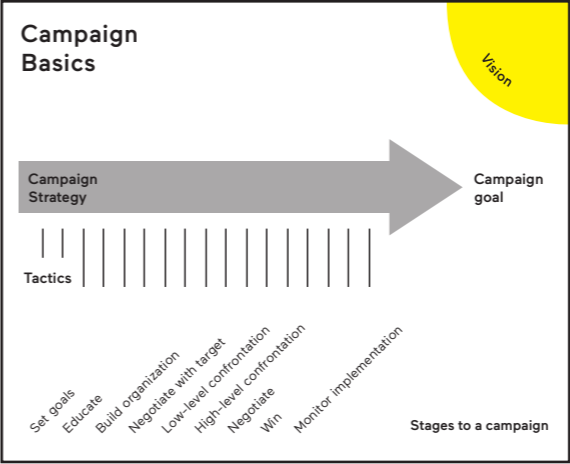 Campaign
Basics
Vision
Campaign
Strategy
Campaign
goal
Tactics
Set goals
Educate
Build organization
Negotiate with target
Low-level confrontation
High-level confrontation
Negotiate
Win
Monitor implementation
Stages to a campaign